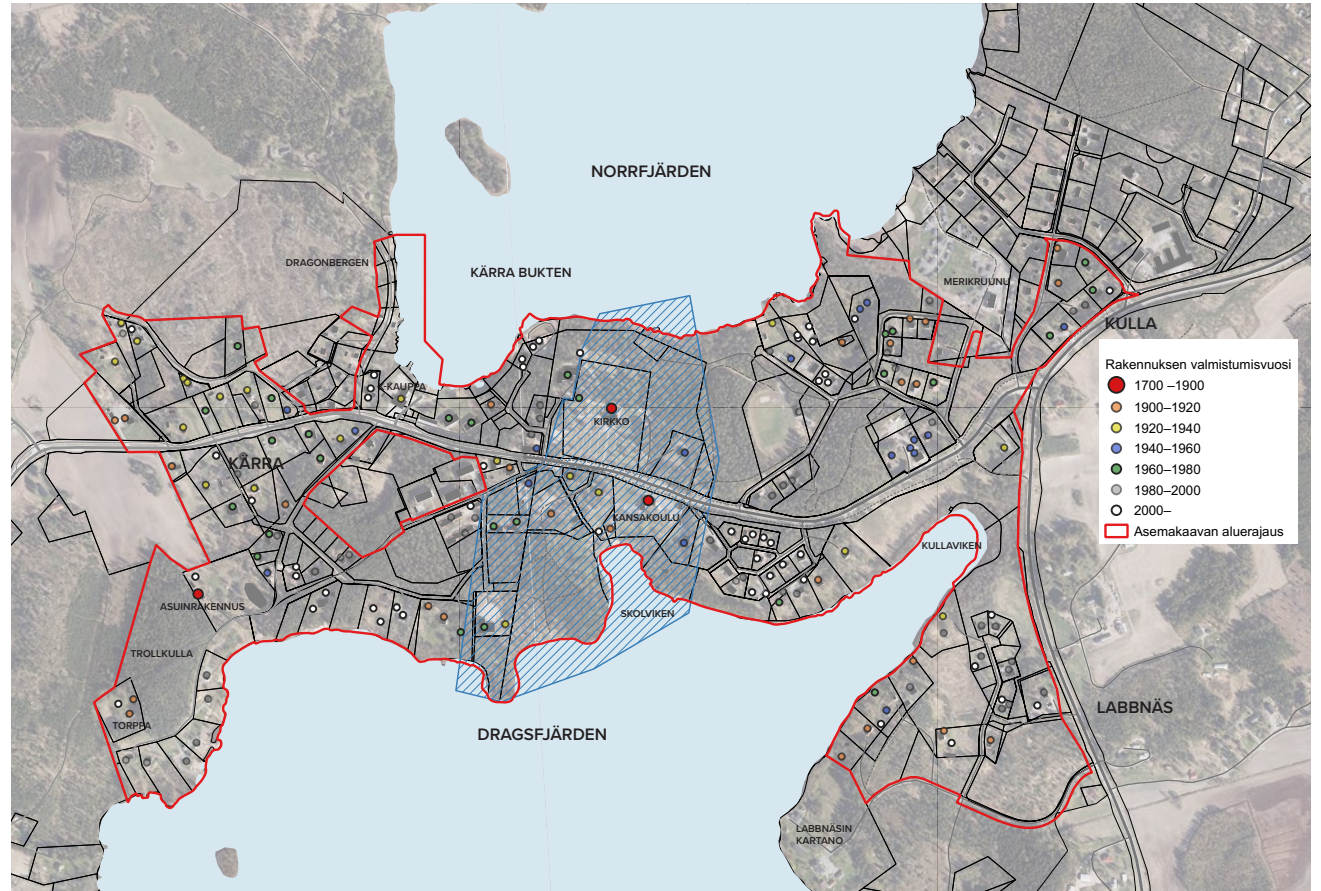 NORRFJÄRDEN
DRAGONBERGEN
KÄRRA BUKTEN
MERIKRUUNU
KULLA
Rakennuksen valmistumisvuosi
1700 –1900
1900–1920
1920–1940
1940–1960
1960–1980
1980–2000
2000–
Asemakaavan aluerajaus
K-KAUPPA
KIRKKO
KÄRRA
KANSAKOULU
KULLAVIKEN
ASUINRAKENNUS
SKOLVIKEN
TROLLKULLA
TORPPA
LABBNÄS
DRAGSFJÄRDEN
LABBNÄSIN
KARTANO